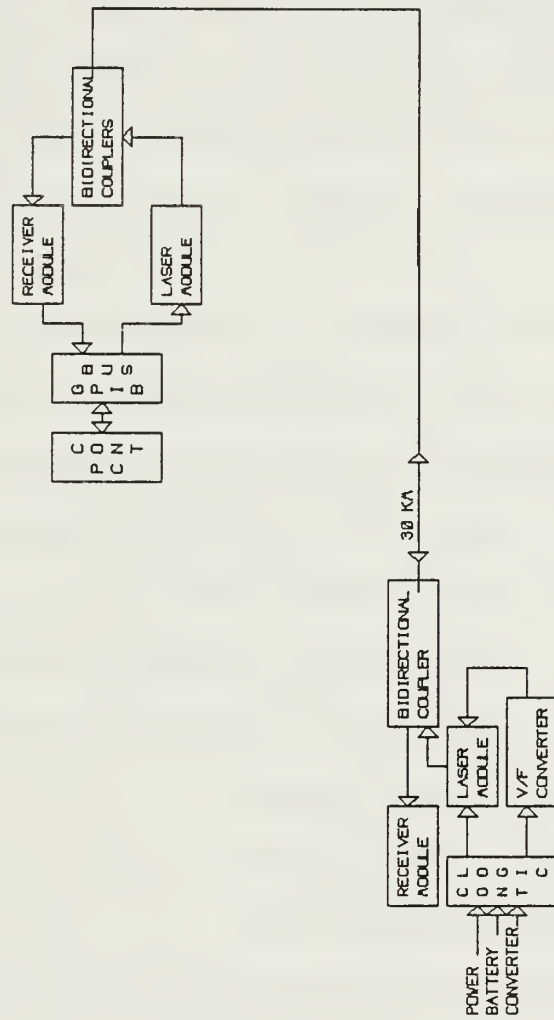 RECEIVER
MODULE
BIDIRECTIONAL
COUPLERS
LASER
MODULE
C
P O
C N
T
G B
P U
I S
B
30 KM
BIDIRECTIONAL
COUPLER
RECEIVER
MODULE
LASER
MODULE
V/F
CONVERTER
C L
O O
N G
T I
C
POWER
BATTERY
CONVERTER